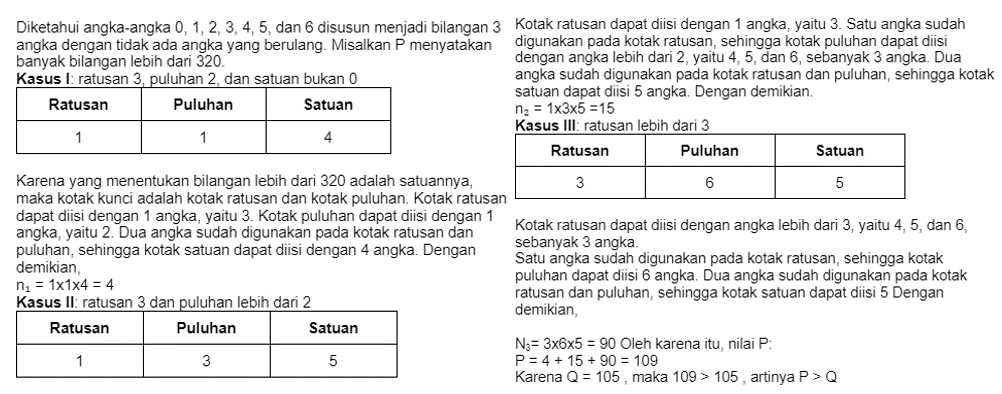 Diketahui angka-angka 0, 1, 2, 3, 4, 5, dan 6 disusun menjadi bilangan 3
angka dengan tidak ada angka yang berulang. Misalkan P menyatakan
banyak bilangan lebih dari 320.
Kasus I: ratusan 3, puluhan 2, dan satuan bukan 0
Ratusan Puluhan Satuan
1 1 4
Karena yang menentukan bilangan lebih dari 320 adalah satuannya,
maka kotak kunci adalah kotak ratusan dan kotak puluhan. Kotak ratusan
dapat diisi dengan 1 angka, yaitu 3. Kotak puluhan dapat diisi dengan 1
angka, yaitu 2. Dua angka sudah digunakan pada kotak ratusan dan
puluhan, sehingga kotak satuan dapat diisi dengan 4 angka. Dengan
demikian,
n₁ = 1x1x4 = 4
Kasus II: ratusan 3 dan puluhan lebih dari 2
Ratusan Puluhan Satuan
1 3 5
Kotak ratusan dapat diisi dengan 1 angka, yaitu 3. Satu angka sudah
digunakan pada kotak ratusan, sehingga kotak puluhan dapat diisi
dengan angka lebih dari 2, yaitu 4, 5, dan 6, sebanyak 3 angka. Dua
angka sudah digunakan pada kotak ratusan dan puluhan, sehingga kotak
satuan dapat diisi 5 angka. Dengan demikian.
n₂ = 1x3x5 =15
Kasus III: ratusan lebih dari 3
Ratusan Puluhan Satuan
3 6 5
Kotak ratusan dapat diisi dengan angka lebih dari 3, yaitu 4, 5, dan 6,
sebanyak 3 angka.
Satu angka sudah digunakan pada kotak ratusan, sehingga kotak
puluhan dapat diisi 6 angka. Dua angka sudah digunakan pada kotak
ratusan dan puluhan, sehingga kotak satuan dapat diisi 5 Dengan
demikian,
N₃= 3x6x5 = 90 Oleh karena itu, nilai P:
P = 4 + 15 + 90 = 109
Karena Q = 105 , maka 109 > 105 , artinya P > Q